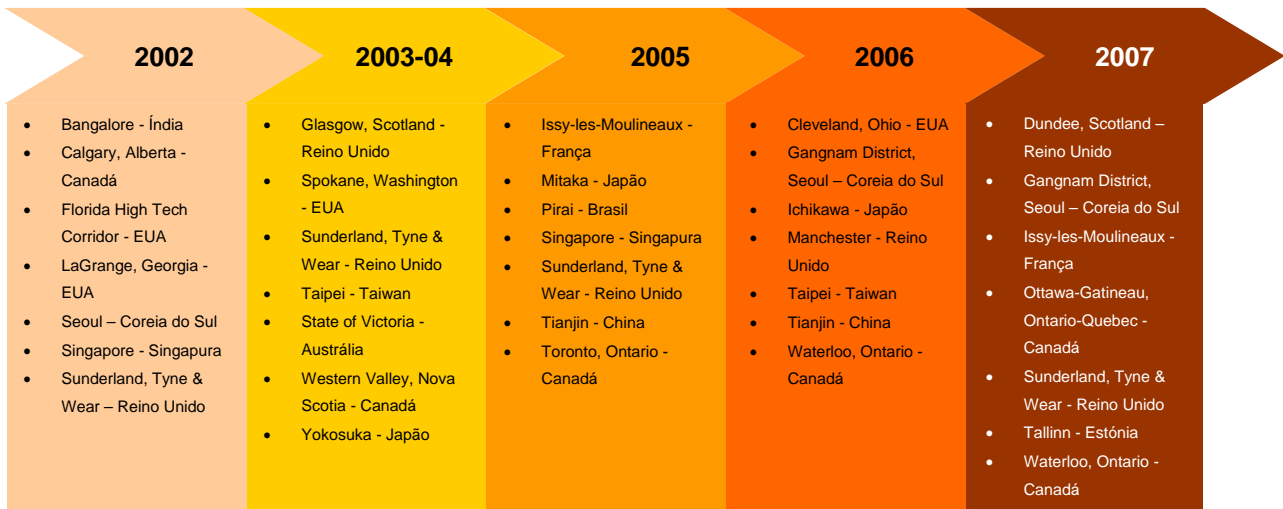 2002
2003-04
2005
2006
2007
• Bangalore - Índia
• Calgary, Alberta -
Canadá
• Florida High Tech
Corridor - EUA
• LaGrange, Georgia -
EUA
• Seoul – Coreia do Sul
• Singapore - Singapura
• Sunderland, Tyne &
Wear – Reino Unido
• Glasgow, Scotland -
Reino Unido
• Spokane, Washington
- EUA
• Sunderland, Tyne &
Wear - Reino Unido
• Taipei - Taiwan
• State of Victoria -
Austrália
• Western Valley, Nova
Scotia - Canadá
• Yokosuka - Japão
• Issy-les-Moulineaux -
França
• Mitaka - Japão
• Pirai - Brasil
• Singapore - Singapura
• Sunderland, Tyne &
Wear - Reino Unido
• Tianjin - China
• Toronto, Ontario -
Canadá
• Cleveland, Ohio - EUA
• Gangnam District,
Seoul – Coreia do Sul
• Ichikawa - Japão
• Manchester - Reino
Unido
• Taipei - Taiwan
• Tianjin - China
• Waterloo, Ontario -
Canadá
• Dundee, Scotland –
Reino Unido
• Gangnam District,
Seoul – Coreia do Sul
• Issy-les-Moulineaux -
França
• Ottawa-Gatineau,
Ontario-Quebec -
Canadá
• Sunderland, Tyne &
Wear - Reino Unido
• Tallinn - Estónia
• Waterloo, Ontario -
Canadá